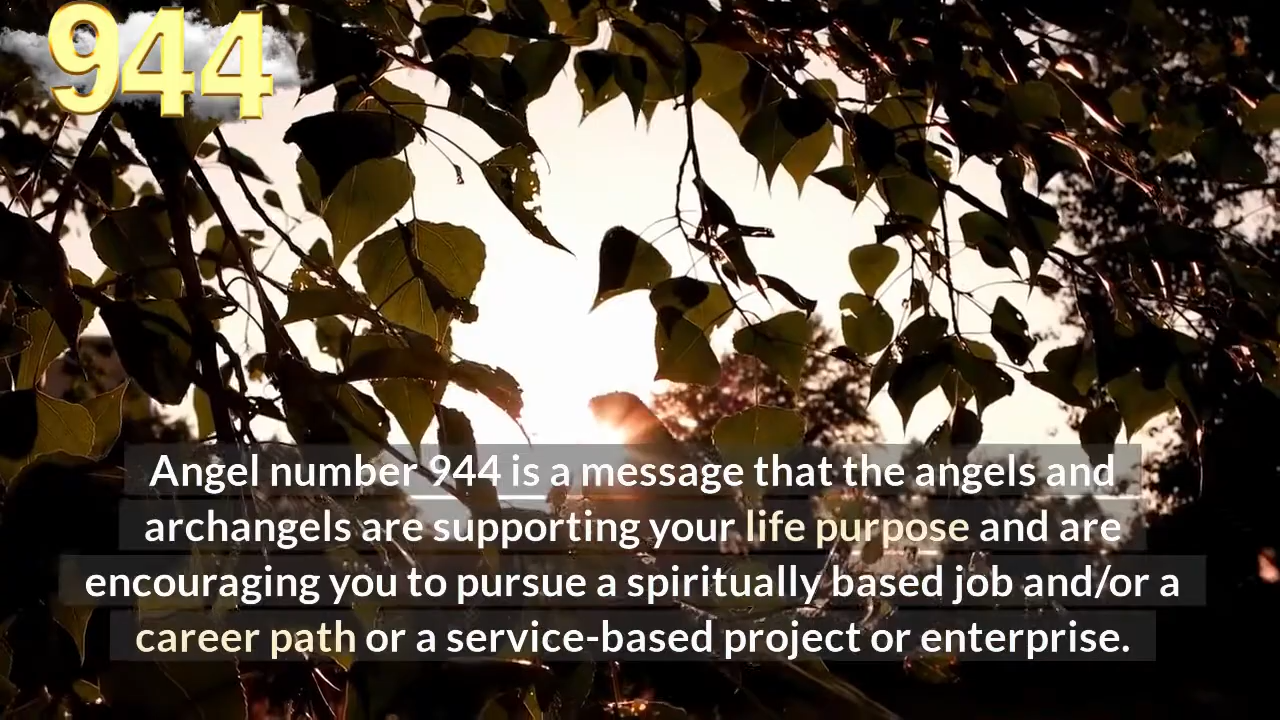 944
Angel number 944 is a message that the angels and
archangels are supporting your life purpose and are
encouraging you to pursue a spiritually based job and/or a
career path or a service-based project or enterprise.